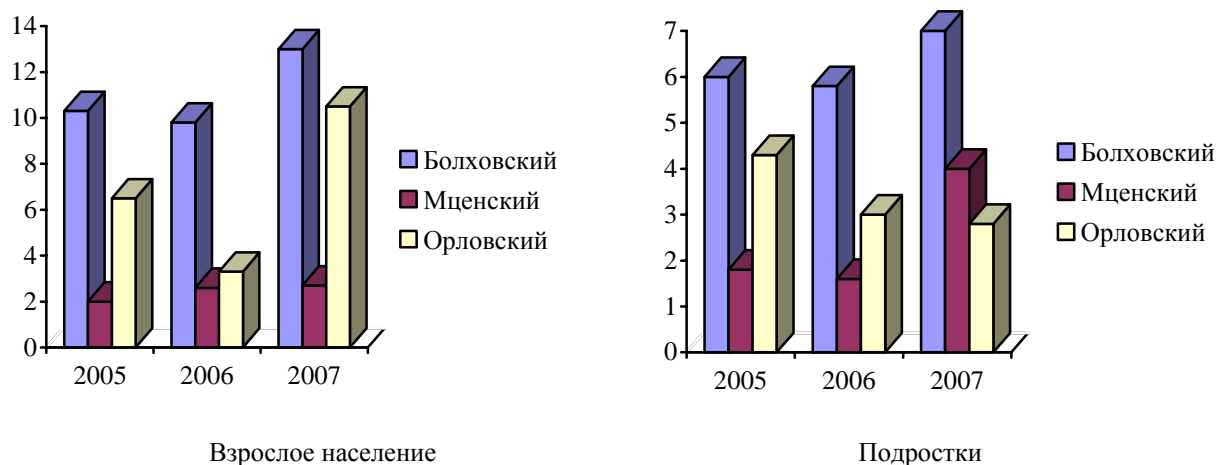 14
12
10
8
6
4
2
0
2005 2006 2007
Болховский
Мценский
Орловский
Взрослое население
7
6
5
4
3
2
1
0
2005 2006 2007
Болховский
Мценский
Орловский
Подростки